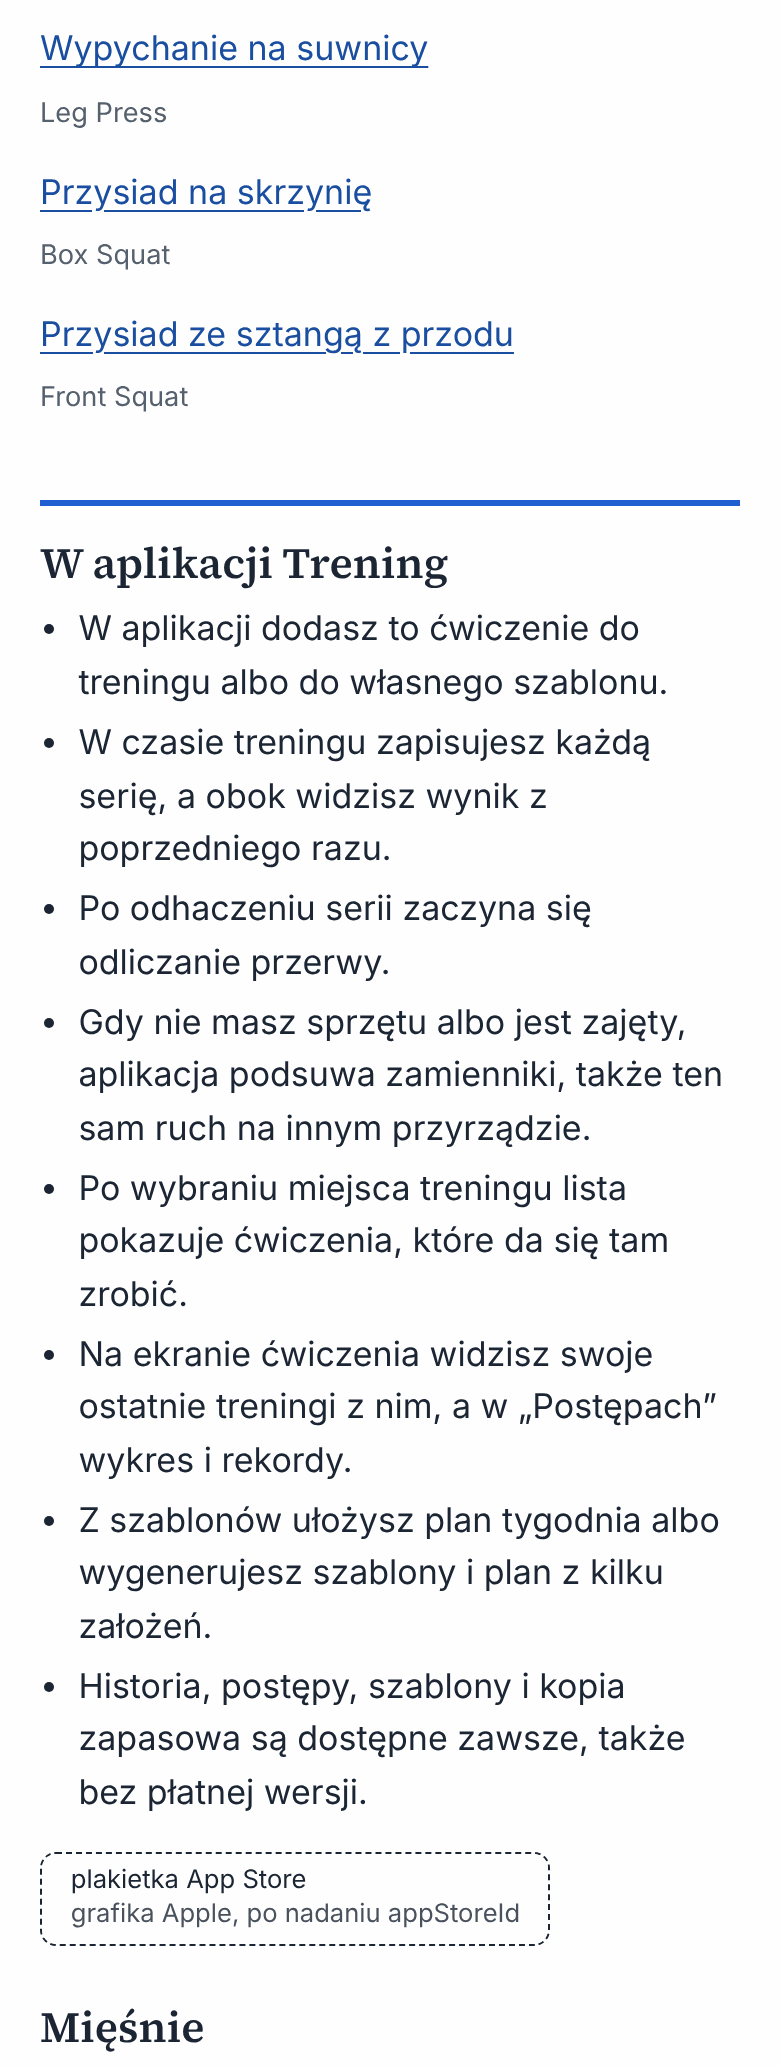 Wypychanie na suwnicy
Leg Press
Przysiad na skrzynię
Box Squat
Przysiad ze sztangą z przodu
Front Squat
W aplikacji Trening
• W aplikacji dodasz to ćwiczenie do
treningu albo do własnego szablonu.
• W czasie treningu zapisujesz każdą
serię, a obok widzisz wynik z
poprzedniego razu.
• Po odhaczeniu serii zaczyna się
odliczanie przerwy.
• Gdy nie masz sprzętu albo jest zajęty,
aplikacja podsuwa zamienniki, także ten
sam ruch na innym przyrządzie.
• Po wybraniu miejsca treningu lista
pokazuje ćwiczenia, które da się tam
zrobić.
• Na ekranie ćwiczenia widzisz swoje
ostatnie treningi z nim, a w „Postępach”
wykres i rekordy.
• Z szablonów ułożysz plan tygodnia albo
wygenerujesz szablony i plan z kilku
założeń.
• Historia, postępy, szablony i kopia
zapasowa są dostępne zawsze, także
bez płatnej wersji.
plakietka App Store
grafika Apple, po nadaniu appStoreId
Mięśnie